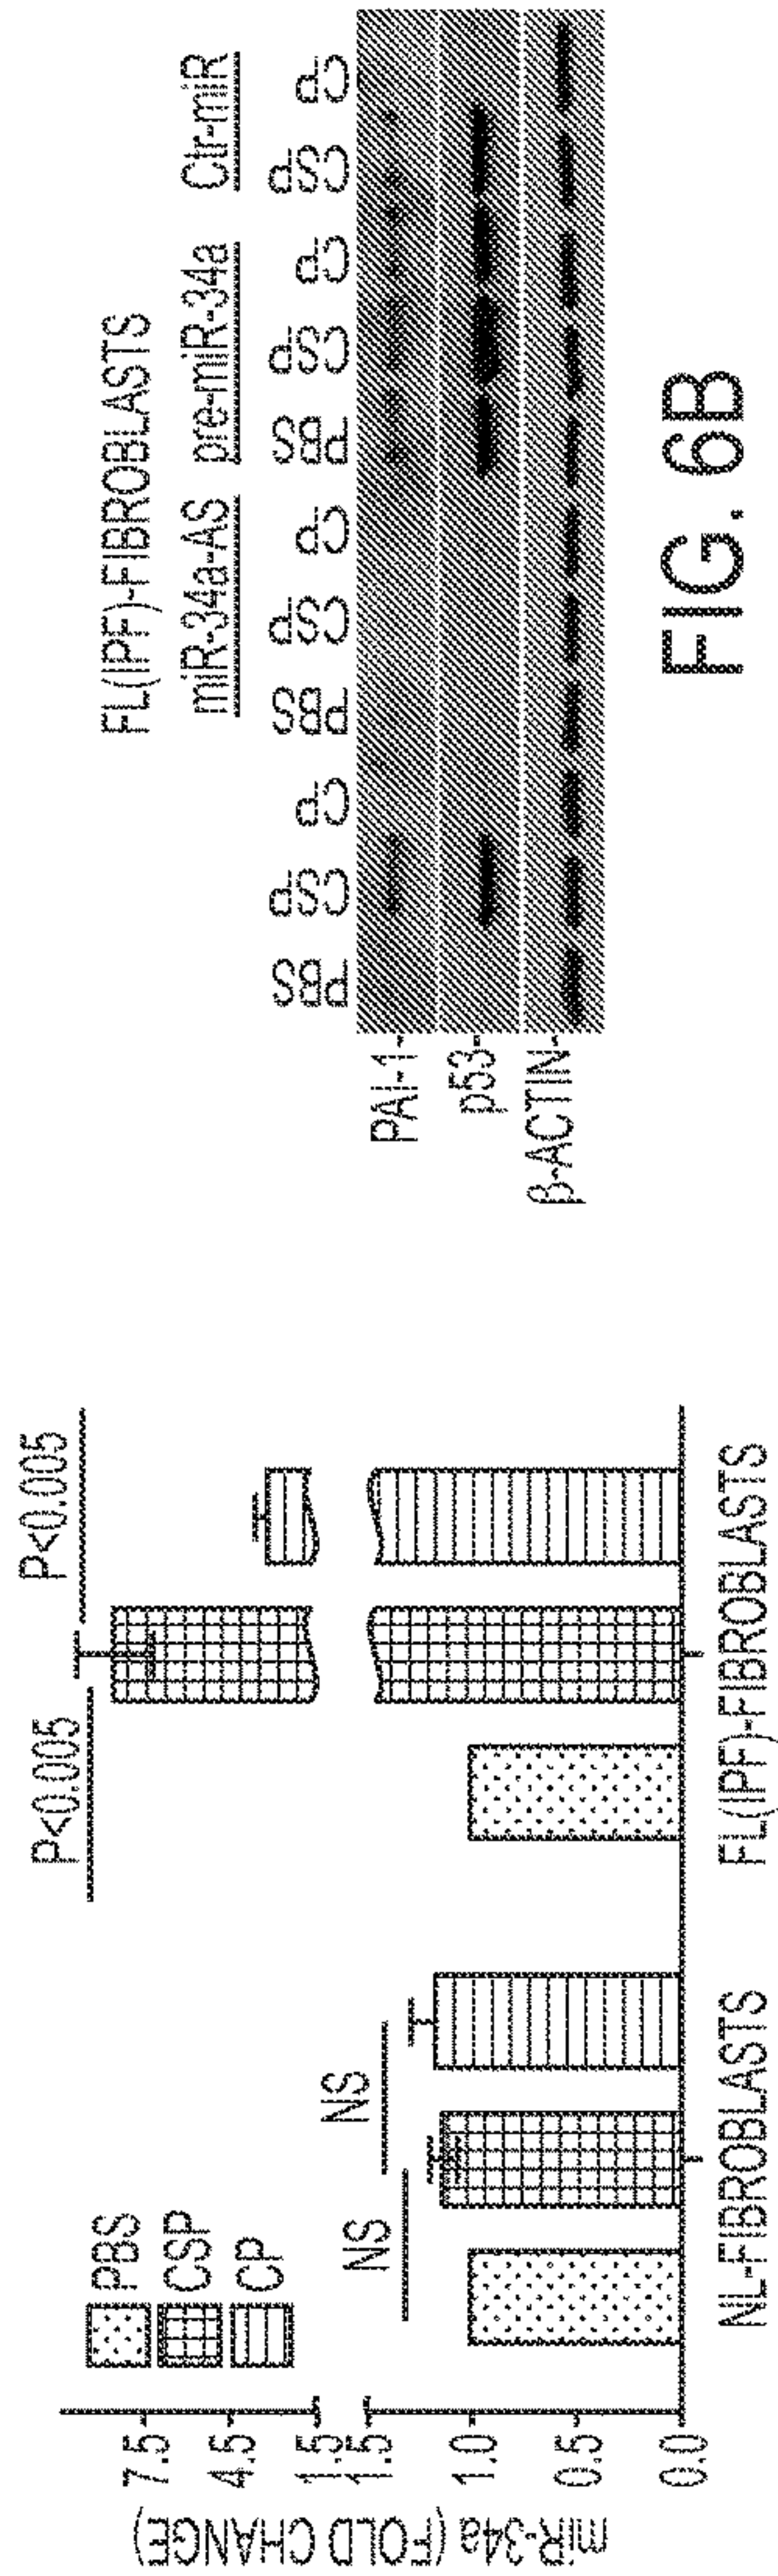 miR-34a (FOLD CHANGE)
7.5
4.5
1.5
1.5
1.0
0.5
0.0
PBS
CSP
CP
NS
NS
P<0.005
P<0.005
NL-FIBROBLASTS
FL(IPF)-FIBROBLASTS
FL(IPF)-FIBROBLASTS
miR-34a-AS pre-miR-34a Ctr-miR
PBS CSP CP PBS CSP CP PBS CSP CP CSP CP
PAI-1-
p53-
β-ACTIN-
FIG. 6B